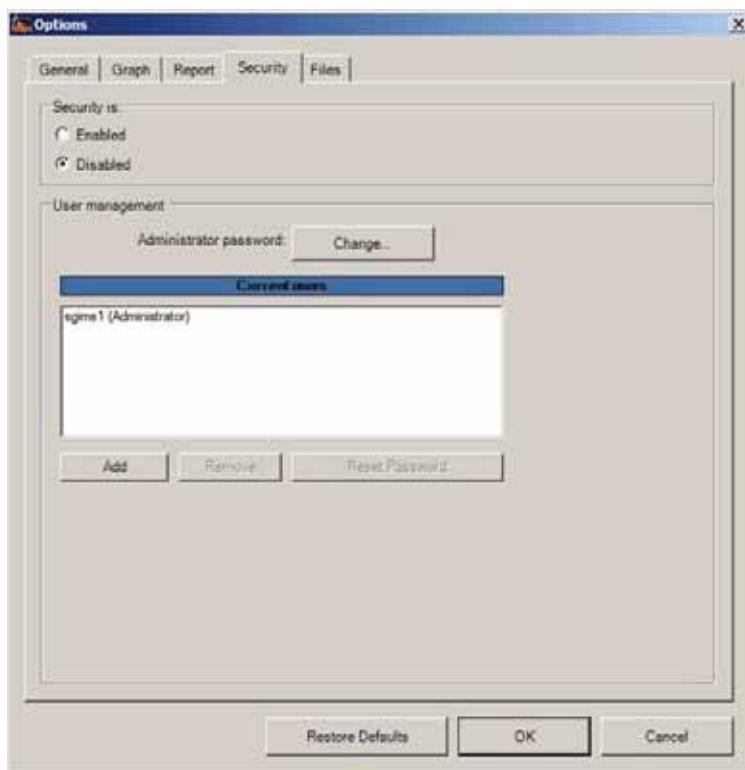 Options
General Graph Report Security Files
Security is:
Enabled
Disabled
User management
Administrator password: Change...
Current users
sgims1 (Administrator)
Add Remove Reset Password
Restore Defaults OK Cancel